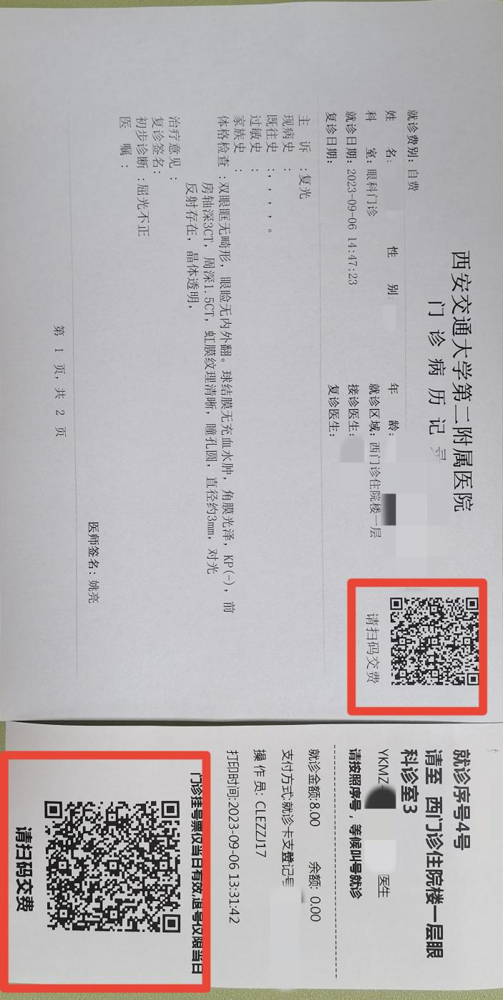 西安交通大学第二附属医院
门诊病历记录
请扫码交费
就诊费别：自费
姓 名： 性 别： 年 龄：
科 室：眼科门诊 就诊区域：西门诊住院楼一层
就诊日期：2023-09-06 14:47:23 接诊医生：
复诊日期： 复诊医生：
主 诉：复光
现病史：
既往史：，，，，。
过敏史：
家族史：
体格检查：双眼眶无畸形，眼睑无内外翻。球结膜无充血水肿，角膜光泽，KP(-)，前
房轴深3CT，周深1.5CT，虹膜纹理清晰，瞳孔圆，直径约3mm，对光
反射存在，晶体透明，
治疗意见：
复诊签名：
初步诊断：屈光不正
医 嘱：
医师签名：姚亮
第 1 页，共 2 页
就诊序号4号
请至 西门诊住院楼一层眼
科诊室3
YKMZ- 医生
请按照序号，等候叫号就诊
就诊金额:8.00 余额: 0.00
支付方式:就诊卡支 登记号
操 作 员: CLEZZJ17
打印时间:2023-09-06 13:31:42
门诊挂号票仅当日有效,退号仅限当日
请扫码交费